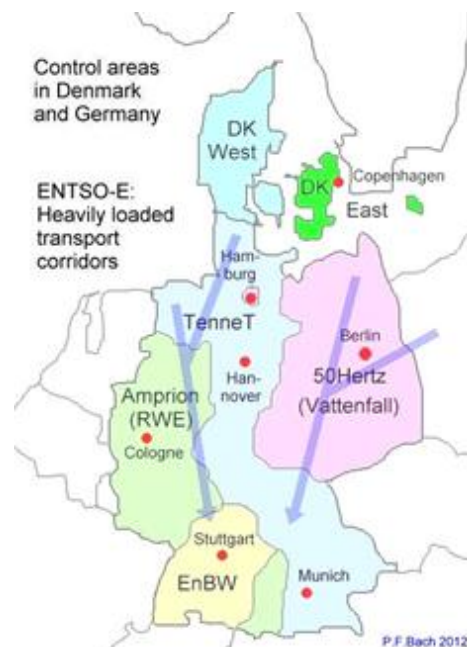 Control areas
in Denmark
and Germany
ENTSO-E:
Heavily loaded
transport
corridors
DK
West
DK
Copenhagen
East
Ham-
burg
TenneT
Han-
nover
Berlin
50Hertz
(Vattenfall)
Amprion
(RWE)
Cologne
Stuttgart
EnBW
Munich
P.F.Bach 2012